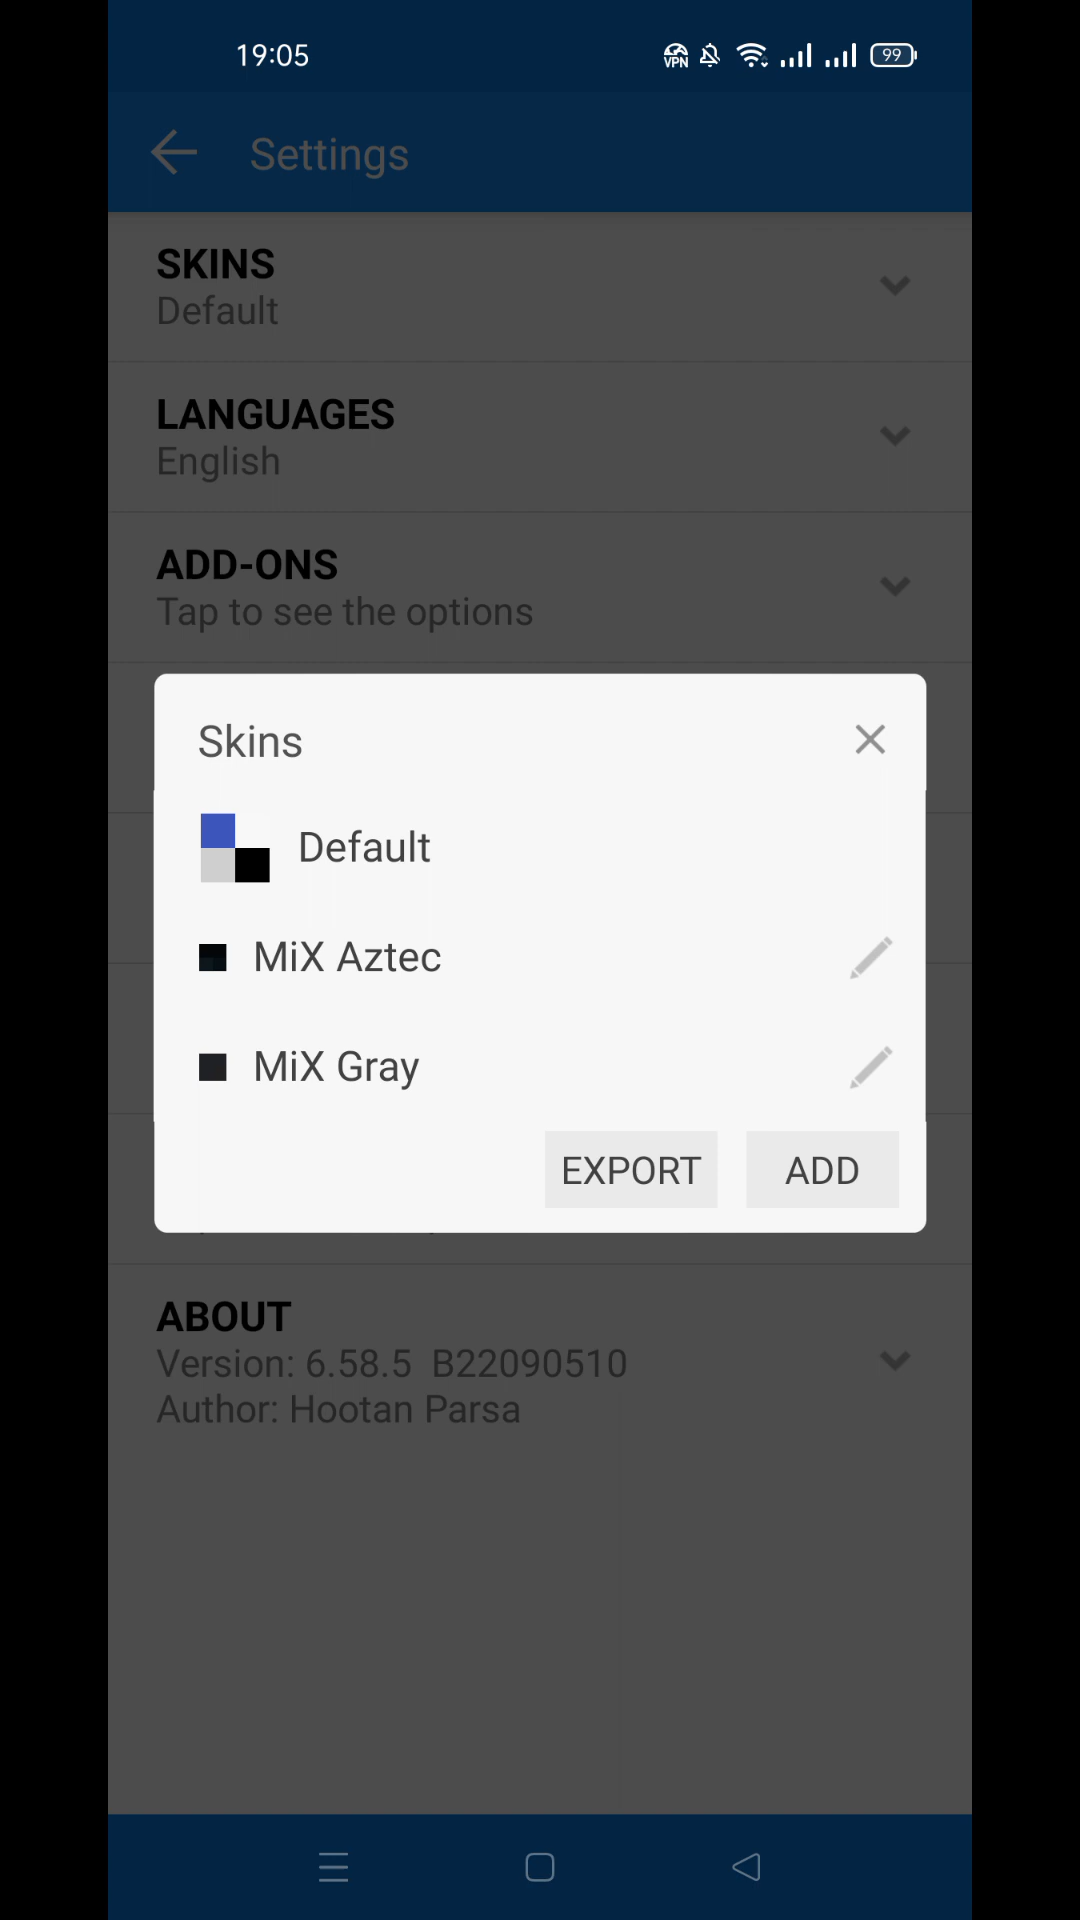 19:05
VPN
99
Settings
SKINS
Default
LANGUAGES
English
ADD-ONS
Tap to see the options
Skins
Default
MiX Aztec
MiX Gray
EXPORT ADD
ABOUT
Version: 6.58.5 B22090510
Author: Hootan Parsa